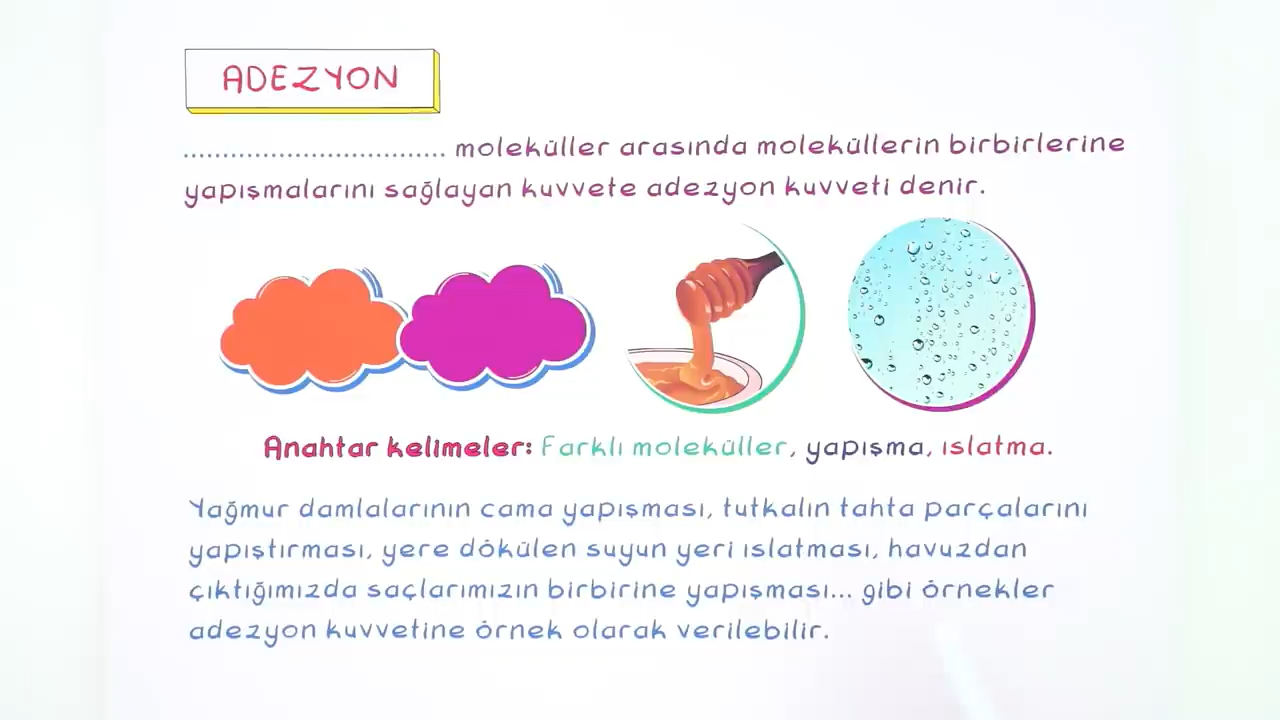 ADEZYON
................................ moleküller arasında moleküllerin birbirlerine
yapışmalarını sağlayan kuvvete adezyon kuvveti denir.
Anahtar kelimeler: Farklı moleküller, yapışma, ıslatma.
Yağmur damlalarının cama yapışması, tutkalın tahta parçalarını
yapıştırması, yere dökülen suyun yeri ıslatması, havuzdan
çıktığımızda saçlarımızın birbirine yapışması... gibi örnekler
adezyon kuvvetine örnek olarak verilebilir.